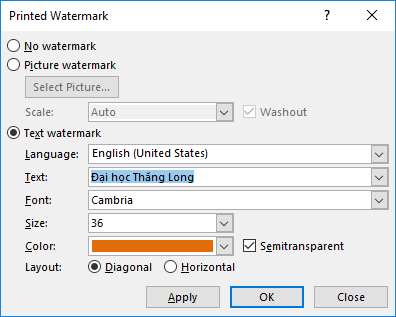 Printed Watermark ? ×
No watermark
Picture watermark
Select Picture...
Scale: Auto Washout
Text watermark
Language: English (United States)
Text: Đại học Thăng Long
Font: Cambria
Size: 36
Color: Semitransparent
Layout: Diagonal Horizontal
Apply OK Close